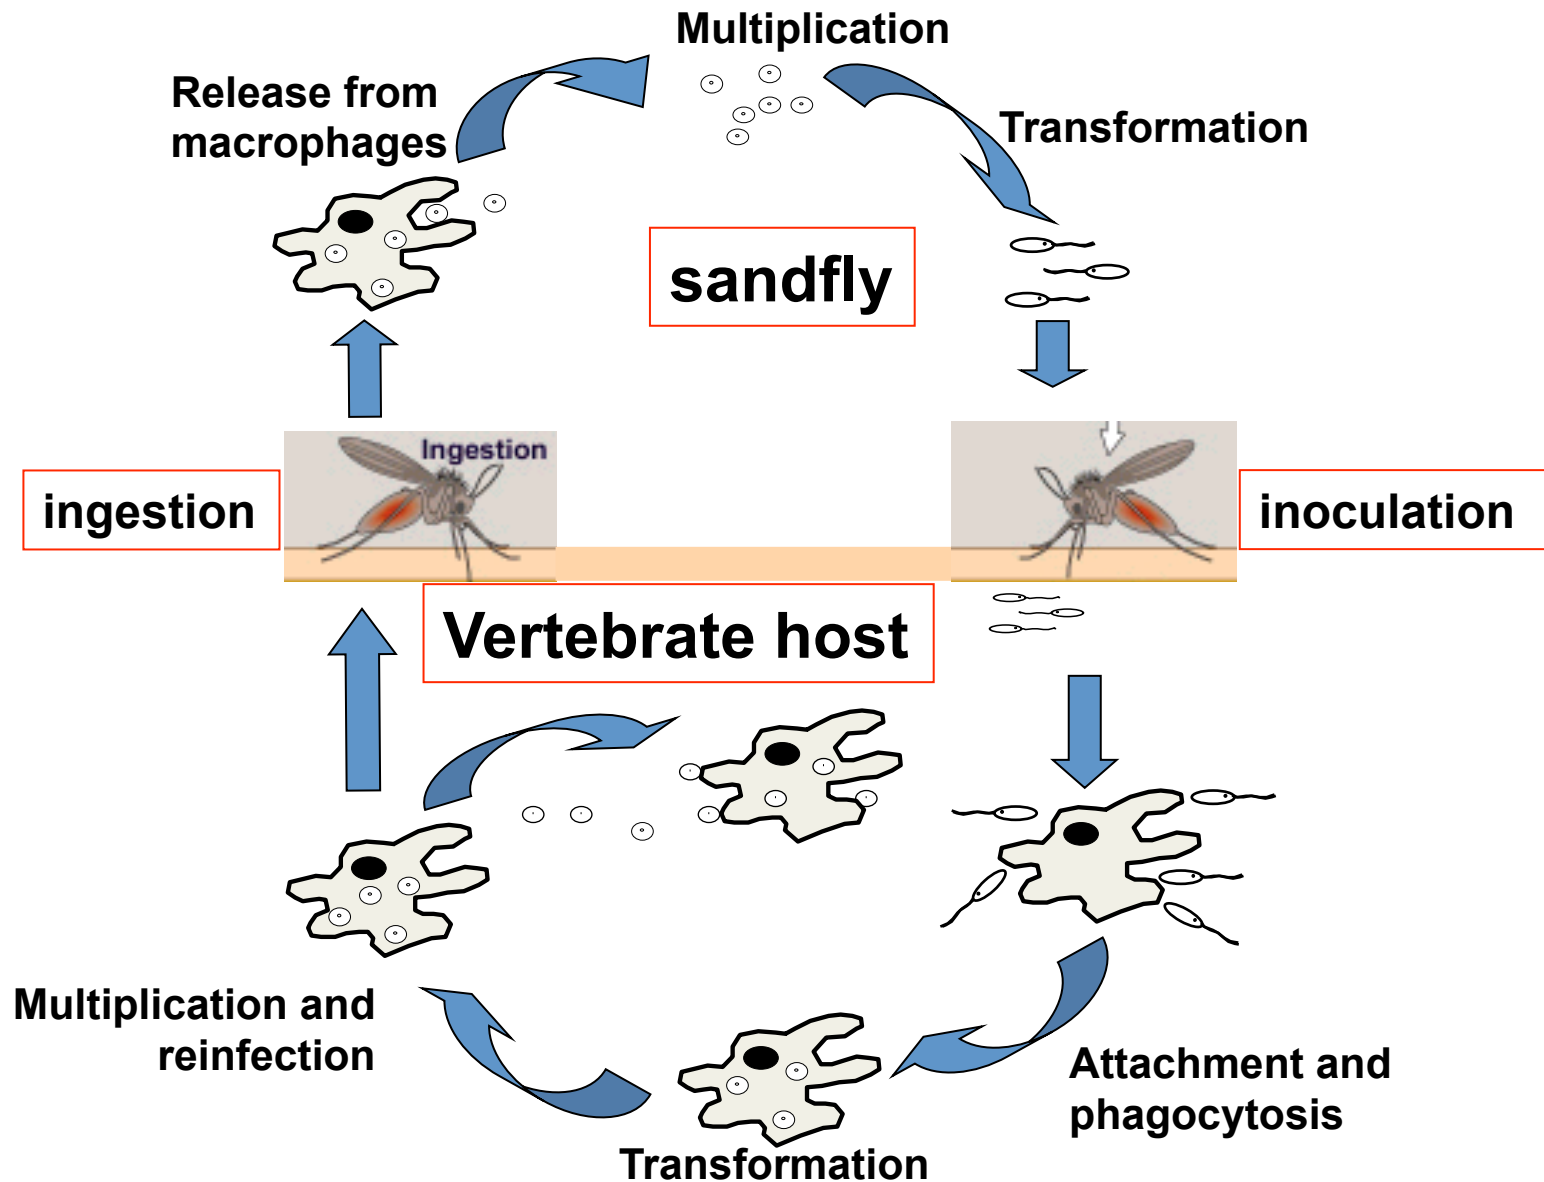 Multiplication
Release from
macrophages
Transformation
sandfly
Ingestion
ingestion
inoculation
Vertebrate host
Multiplication and
reinfection
Attachment and
phagocytosis
Transformation